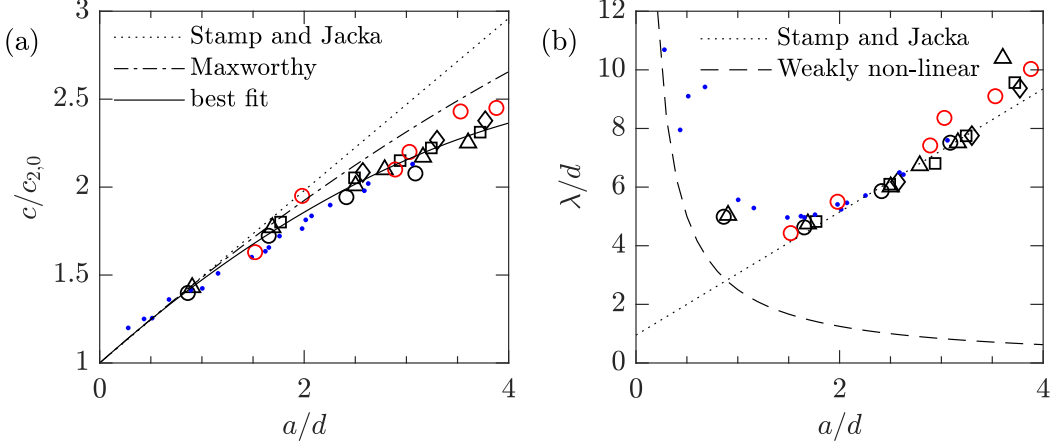 (a)
3
2.5
2
1.5
1
c/c2,0
Stamp and Jacka
Maxworthy
best fit
0
2
4
a/d
(b)
12
10
8
6
4
2
0
λ/d
Stamp and Jacka
Weakly non-linear
0
2
4
a/d